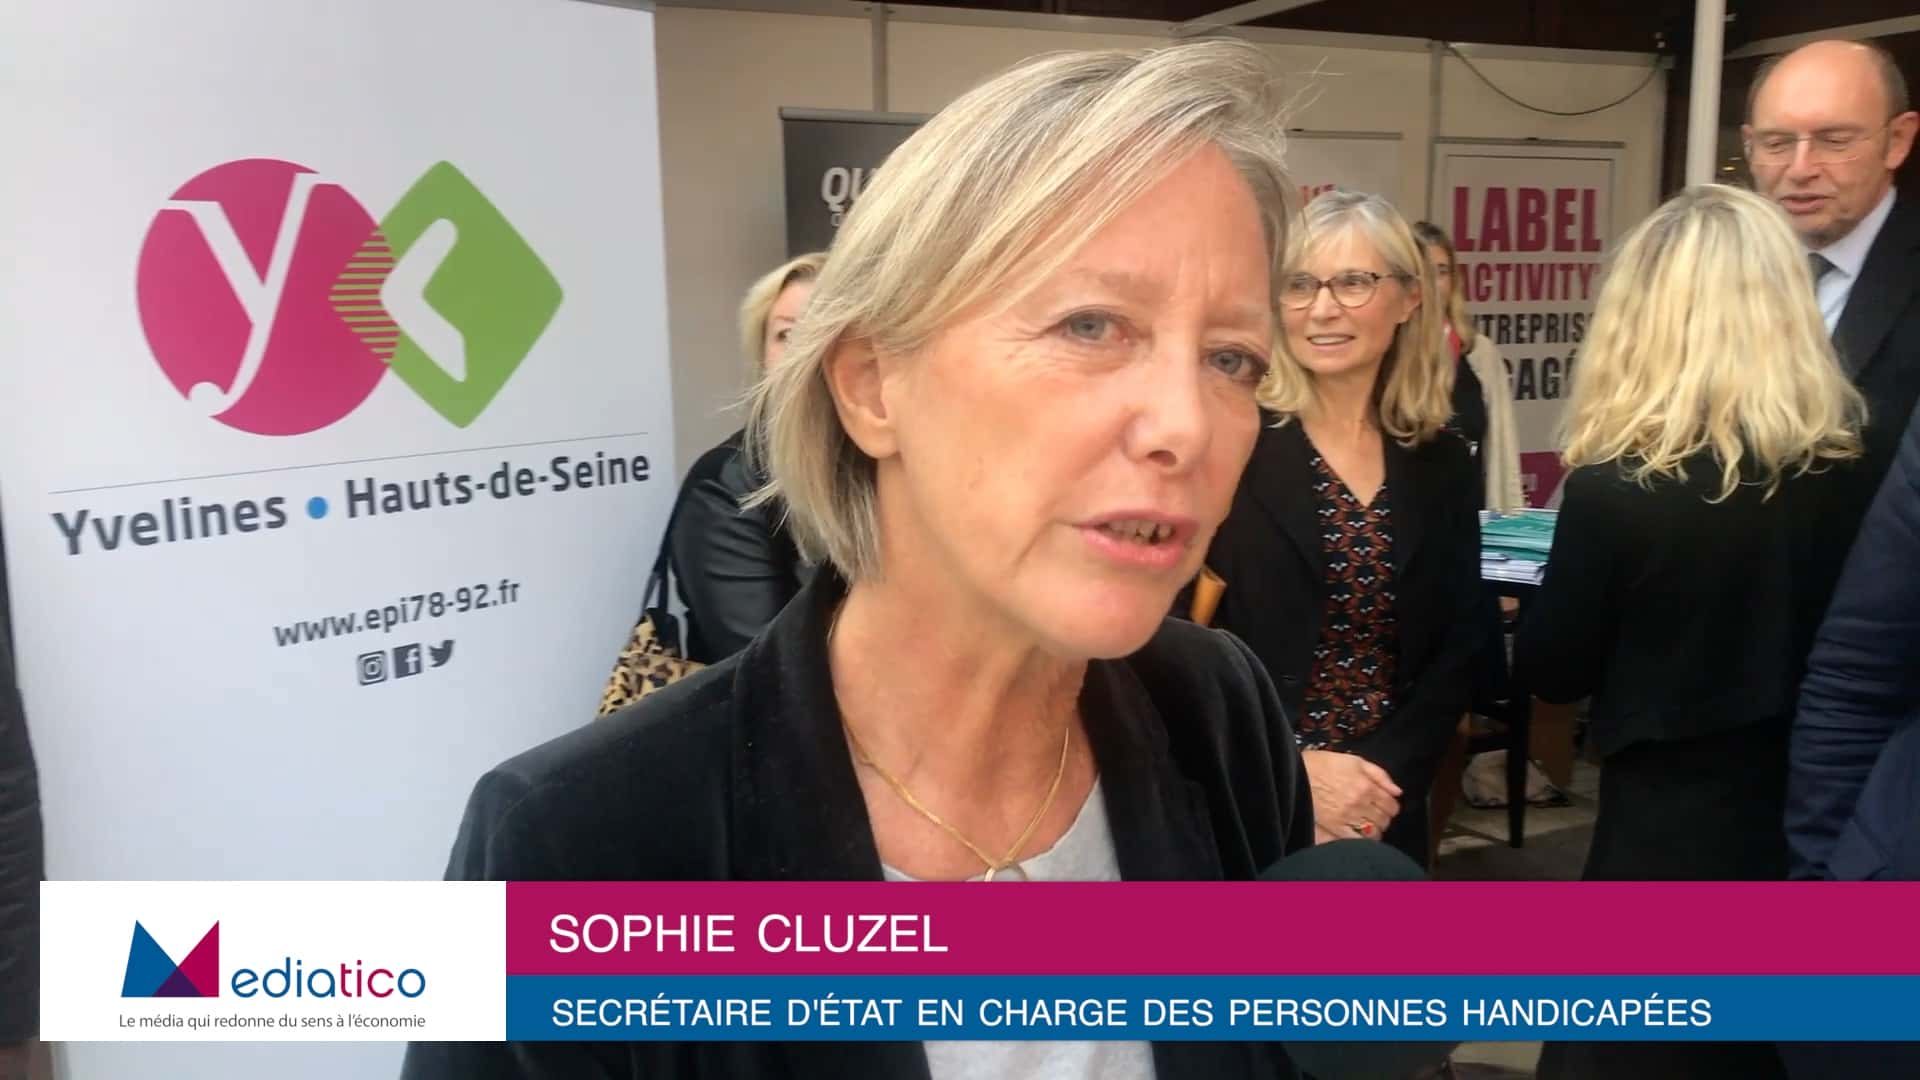 Yvelines • Hauts-de-Seine
www.epi78-92.fr
LABEL
ACTIVITY
Mediatico
Le média qui redonne du sens à l'économie
SOPHIE CLUZEL
SECRÉTAIRE D'ÉTAT EN CHARGE DES PERSONNES HANDICAPÉES